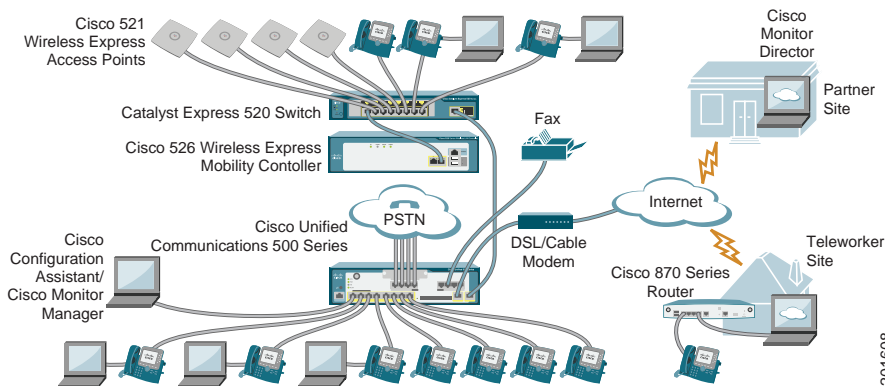 Cisco 521
Wireless Express
Access Points
Catalyst Express 520 Switch
Cisco 526 Wireless Express
Mobility Contoller
Fax
Cisco
Monitor
Director
Partner
Site
Internet
PSTN
Cisco Unified
Communications 500 Series
DSL/Cable
Modem
Cisco
Configuration
Assistant/
Cisco Monitor
Manager
Teleworker
Site
Cisco 870 Series
Router